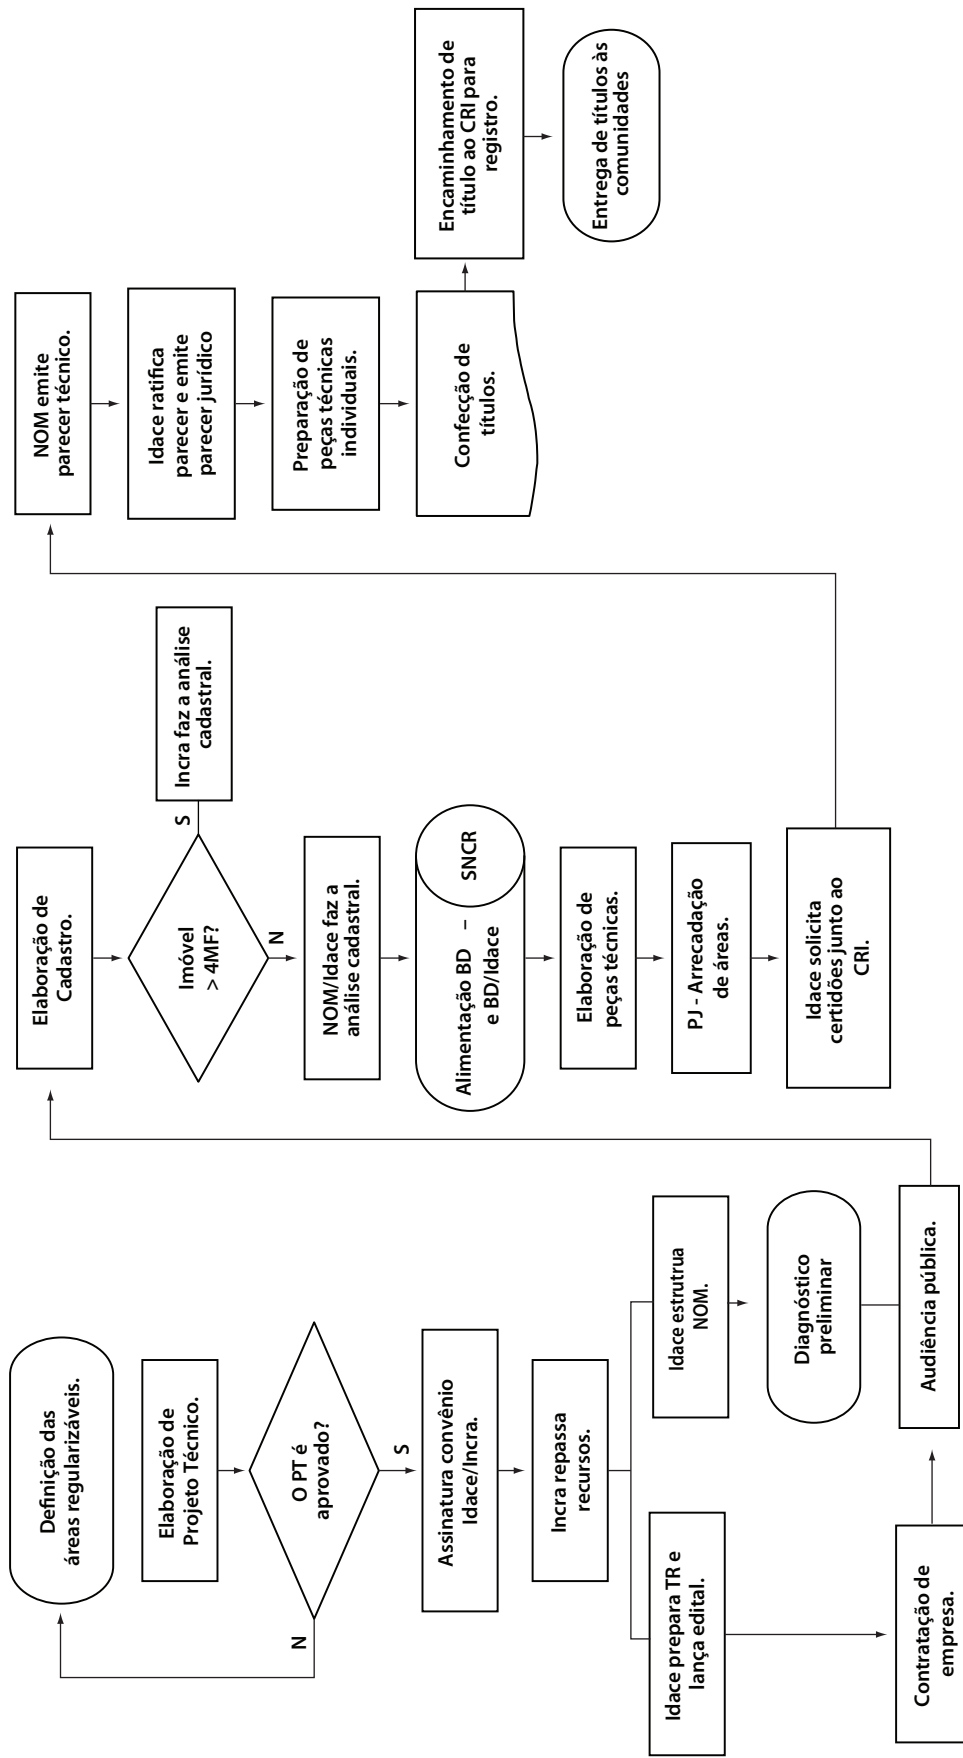 Definição das
áreas regularizáveis.
Elaboração de
Projeto Técnico.
O PT é
aprovado?
N
S
Assinatura convênio
Idace/Incra.
Incra repassa
recursos.
Idace prepara TR e
lança edital.
Idace estrutrua
NOM.
Diagnóstico
preliminar
Contratação de
empresa.
Audiência pública.
Elaboração de
Cadastro.
Imóvel
> 4MF?
S
Incra faz a análise
cadastral.
N
NOM/Idace faz a
análise cadastral.
Alimentação BD – SNCR
e BD/Idace
Elaboração de
peças técnicas.
PJ - Arrecadação
de áreas.
Idace solicita
certidões junto ao
CRI.
NOM emite
parecer técnico.
Idace ratifica
parecer e emite
parecer jurídico
Preparação de
peças técnicas
individuais.
Confecção de
títulos.
Encaminhamento de
título ao CRI para
registro.
Entrega de títulos às
comunidades